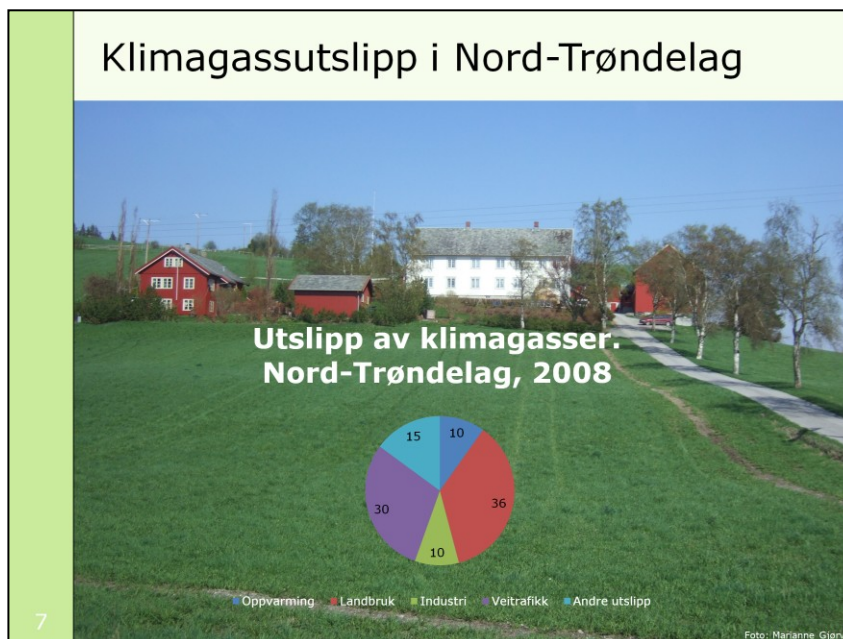 Klimagassutslipp i Nord-Trøndelag
Utslipp av klimagasser.
Nord-Trøndelag, 2008
15
10
30
36
10
Oppvarming Landbruk Industri Veitrafikk Andre utslipp
7
Foto: Marianne